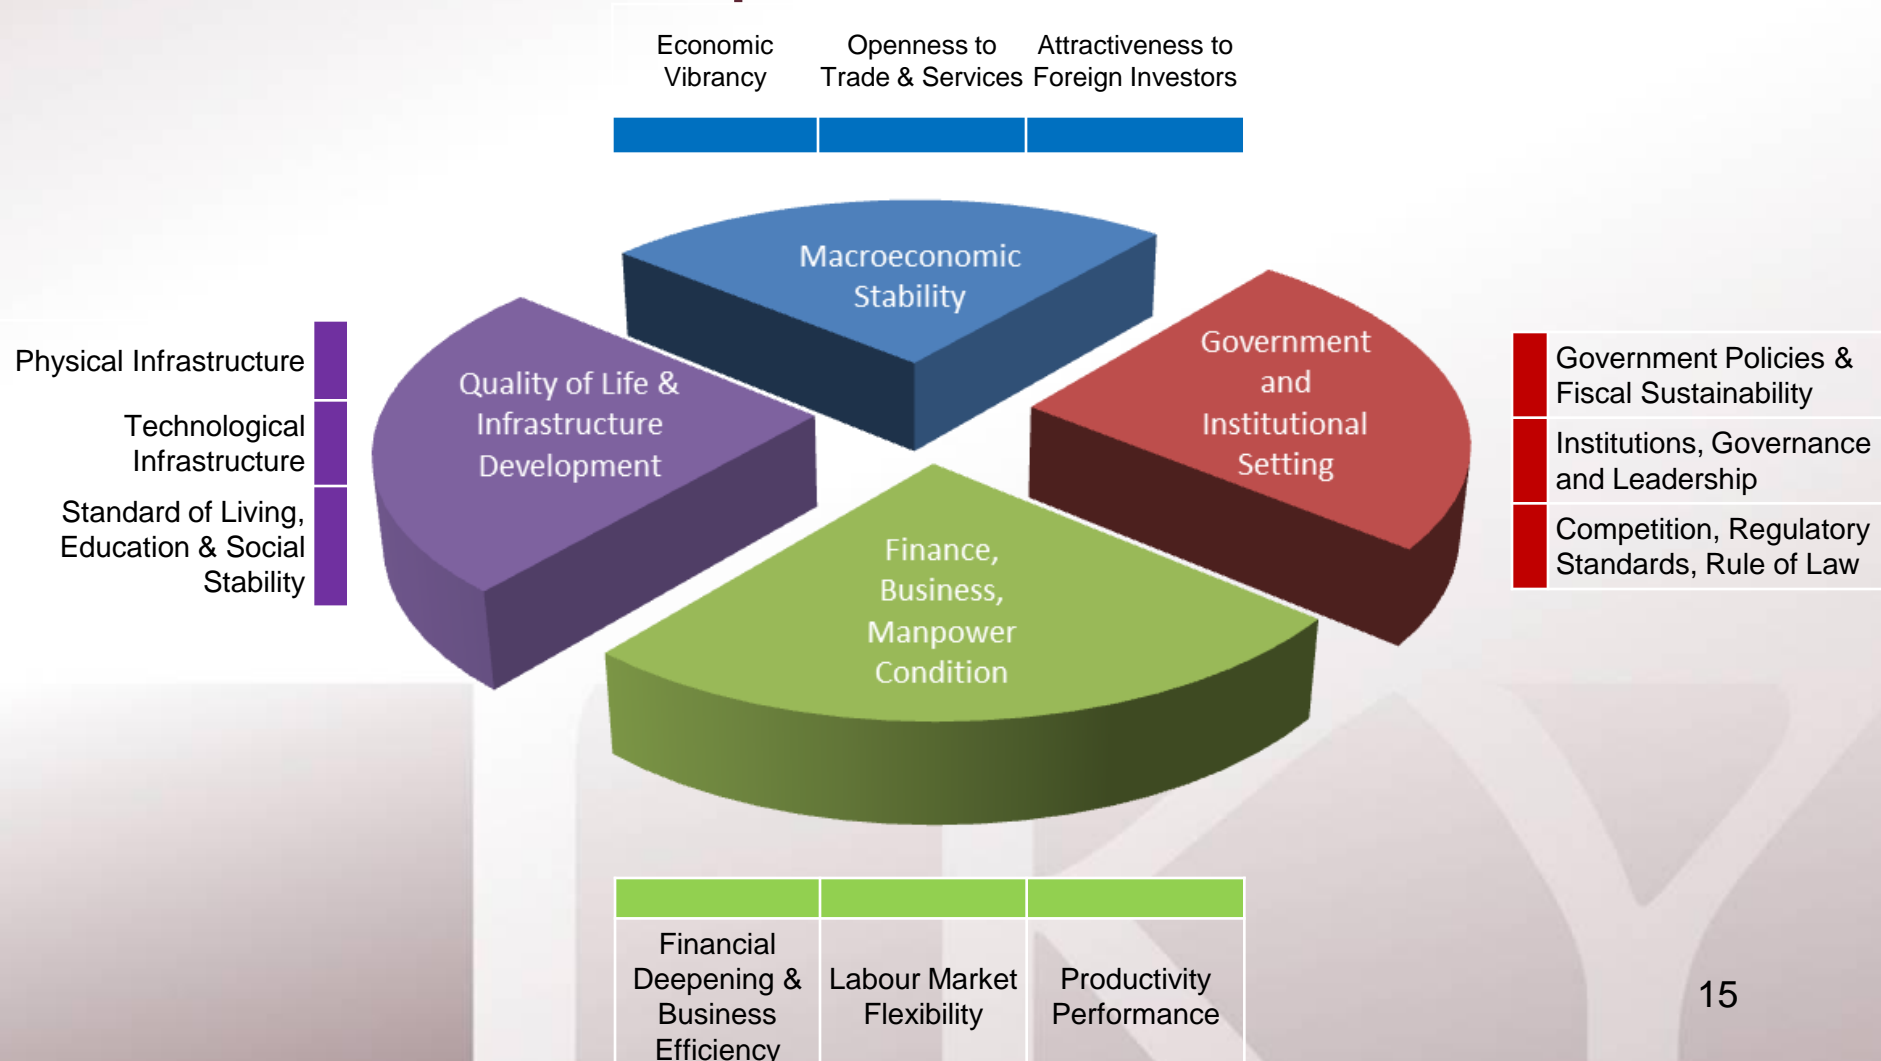 Economic
Vibrancy
Openness to
Trade & Services
Attractiveness to
Foreign Investors
Macroeconomic
Stability
Physical Infrastructure
Technological
Infrastructure
Standard of Living,
Education & Social
Stability
Quality of Life &
Infrastructure
Development
Government
and
Institutional
Setting
Government Policies &
Fiscal Sustainability
Institutions, Governance
and Leadership
Competition, Regulatory
Standards, Rule of Law
Finance,
Business,
Manpower
Condition
Financial
Deepening &
Business
Efficiency
Labour Market
Flexibility
Productivity
Performance
15
KY